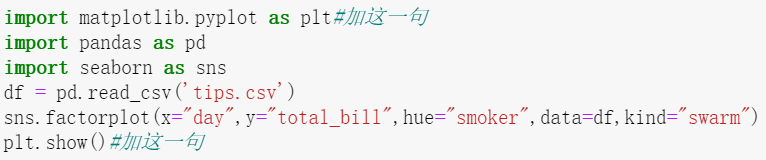 import matplotlib.pyplot as plt#加这一句
import pandas as pd
import seaborn as sns
df = pd.read_csv('tips.csv')
sns.factorplot(x="day",y="total_bill",hue="smoker",data=df,kind="swarm")
plt.show()#加这一句